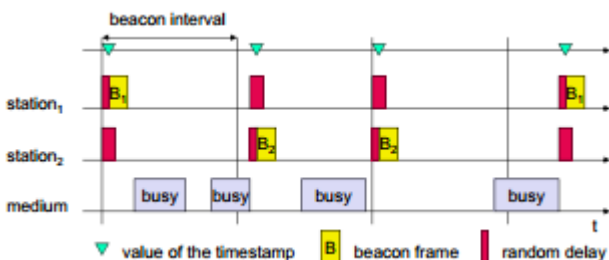 beacon interval
station1 B1 B1
station2 B2 B2
medium busy busy busy busy
t
value of the timestamp B beacon frame random delay